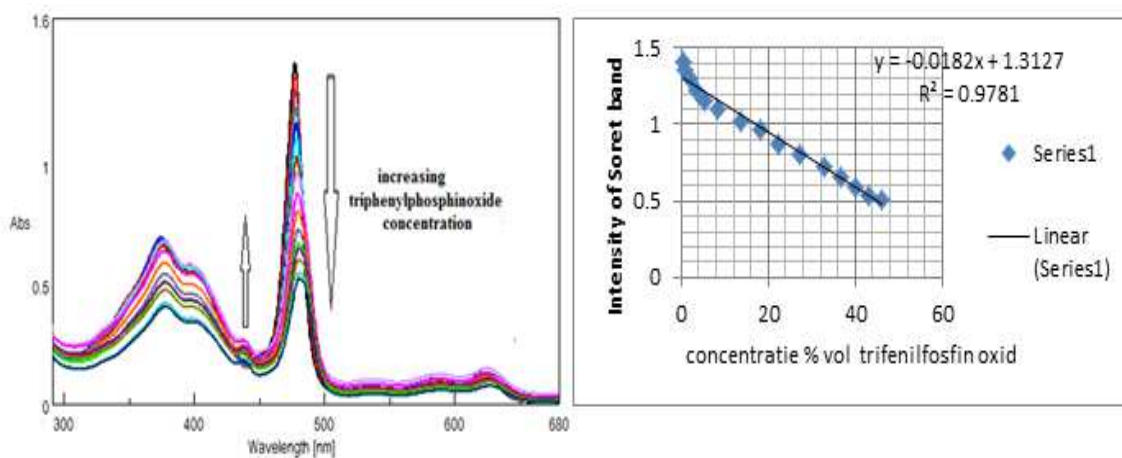 1.6
1
Abs
0.5
0
300
400
500
600
680
Wavelength [nm]
increasing
triphenylphosphinoxide
concentration
Intensity of Soret band
1.5
1
0.5
0
0
20
40
60
y = -0.0182x + 1.3127
R² = 0.9781
Series1
Linear
(Series1)
concentratie % vol trifenilfosfin oxid